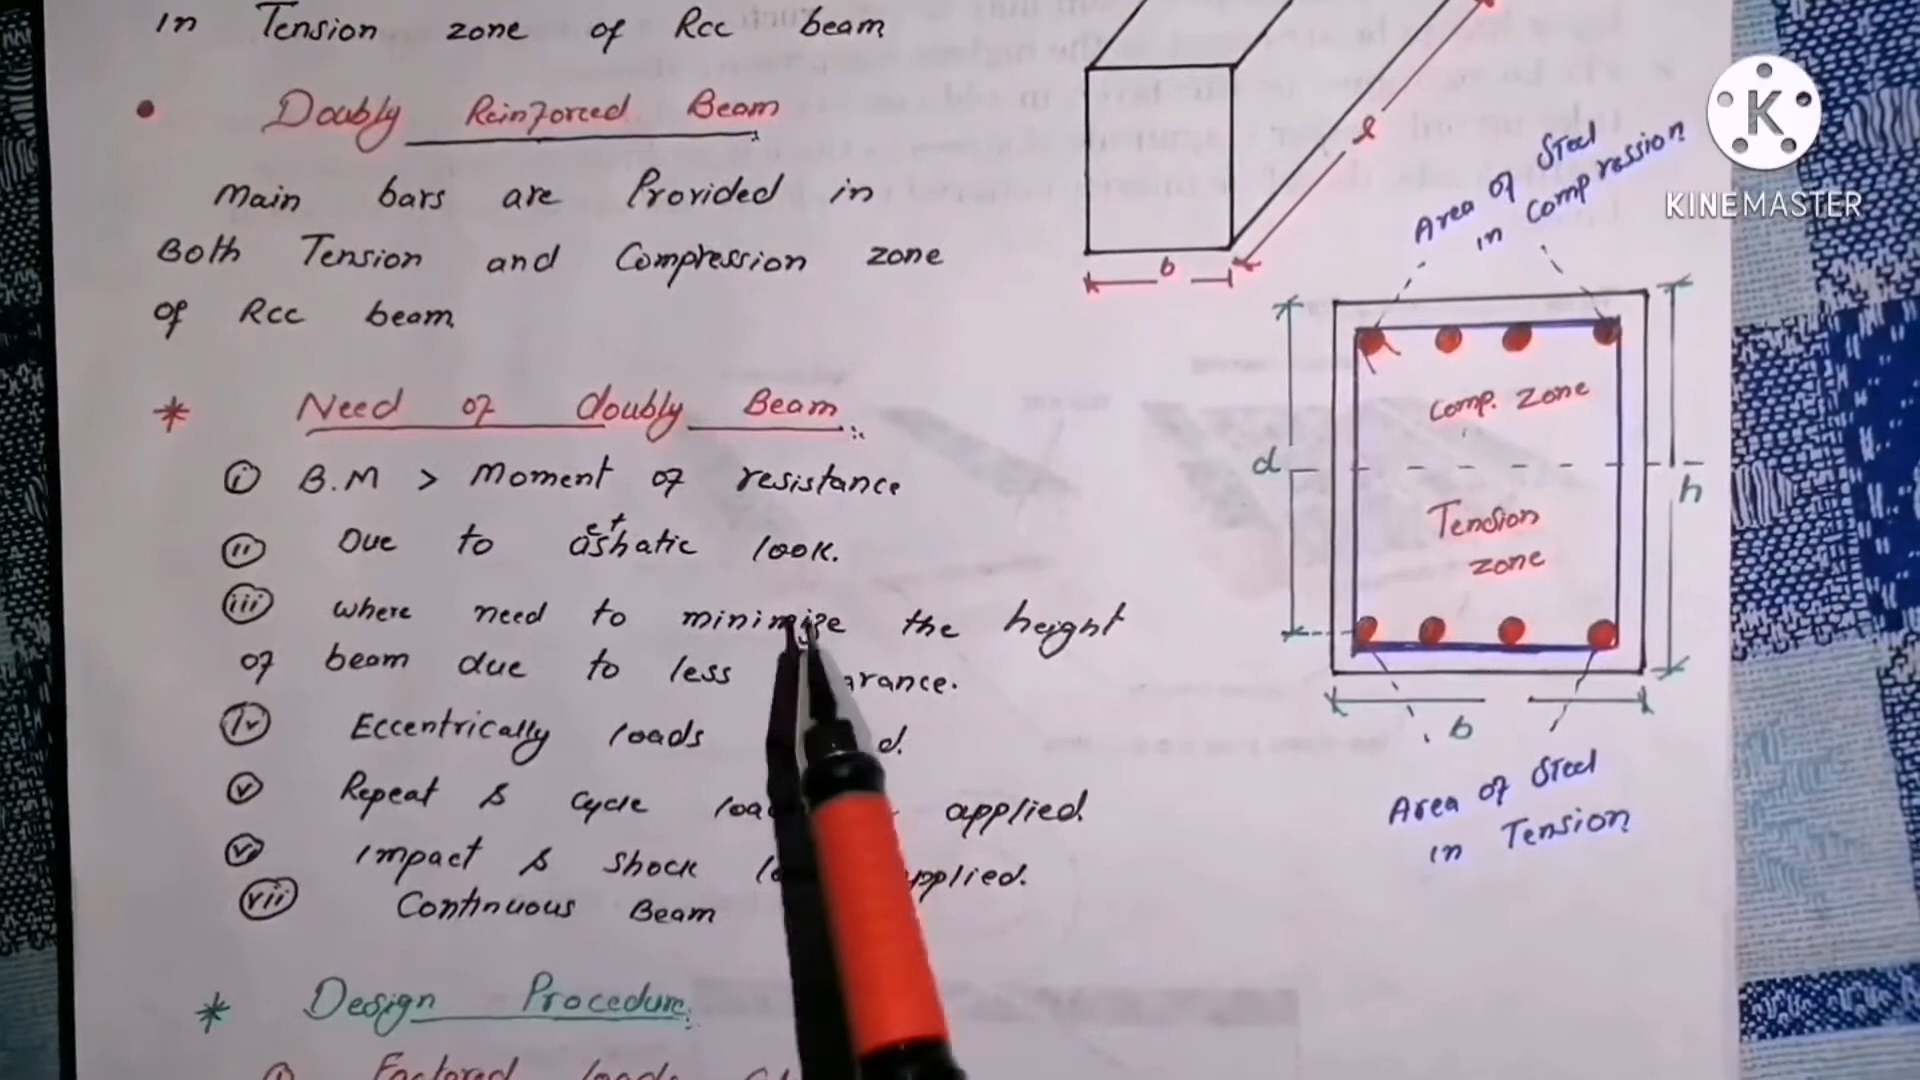 in Tension zone of Rcc beam
• Doubly Reinforced Beam
main bars are Provided in
Both Tension and Compression zone
of Rcc beam
* Need of doubly Beam
(i) B.M > Moment of resistance
(ii) Due to ashatic look.
et
(iii) where need to minimize the height
of beam due to less arance.
(iv) Eccentrically loads d.
(v) Repeat & Cycle applied.
(vi) Impact & Shock applied.
(vii) Continuous Beam
* Design Procedure
Factored loads
l
b
K
KINEMASTER
Area of Steel
in Compression
Comp. zone
d
h
Tension
zone
b
Area of Steel
in Tension